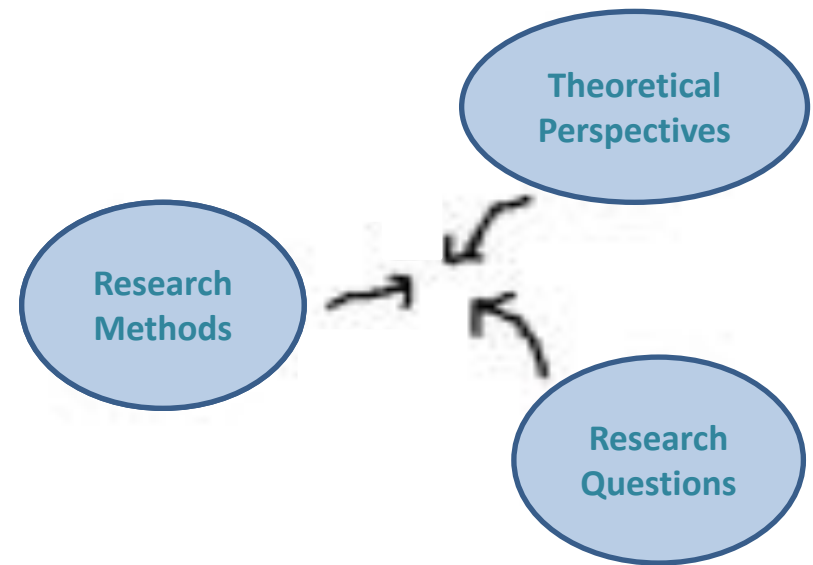 Theoretical
Perspectives
Research
Methods
Research
Questions